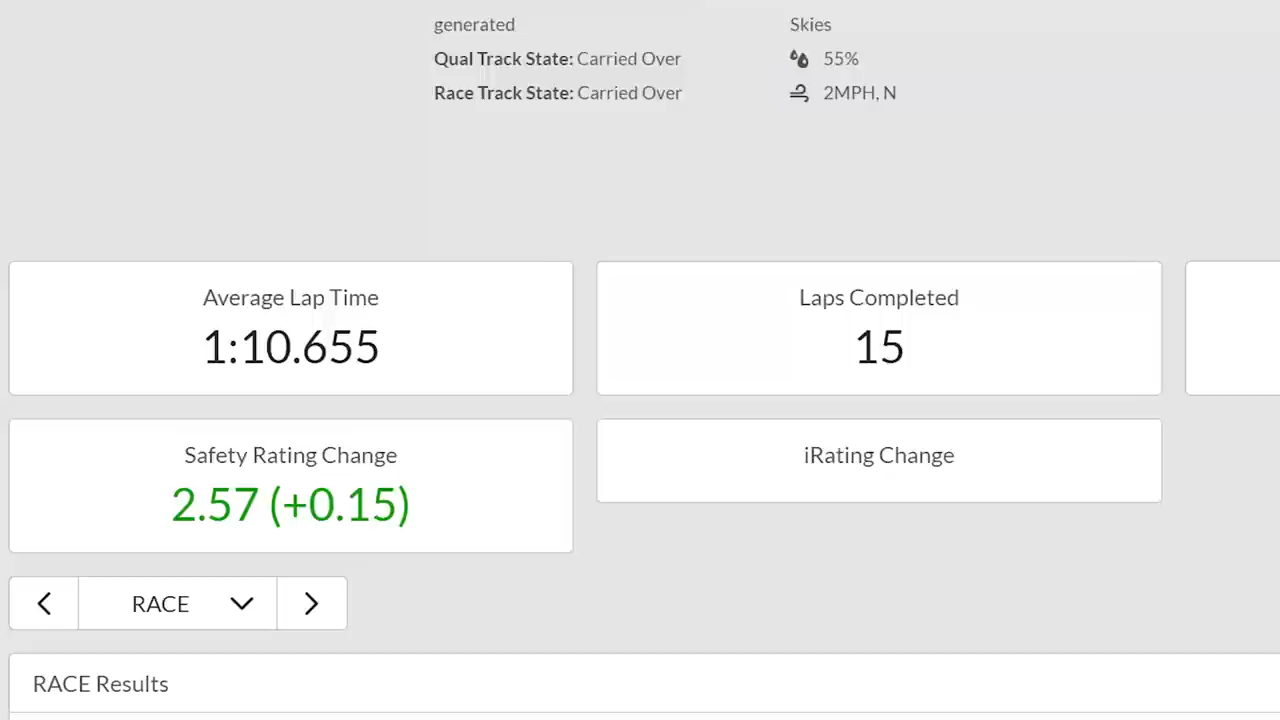 generated
Qual Track State: Carried Over
Race Track State: Carried Over
Skies
55%
2MPH, N
Average Lap Time
1:10.655
Laps Completed
15
Safety Rating Change
2.57 (+0.15)
iRating Change
RACE
RACE Results